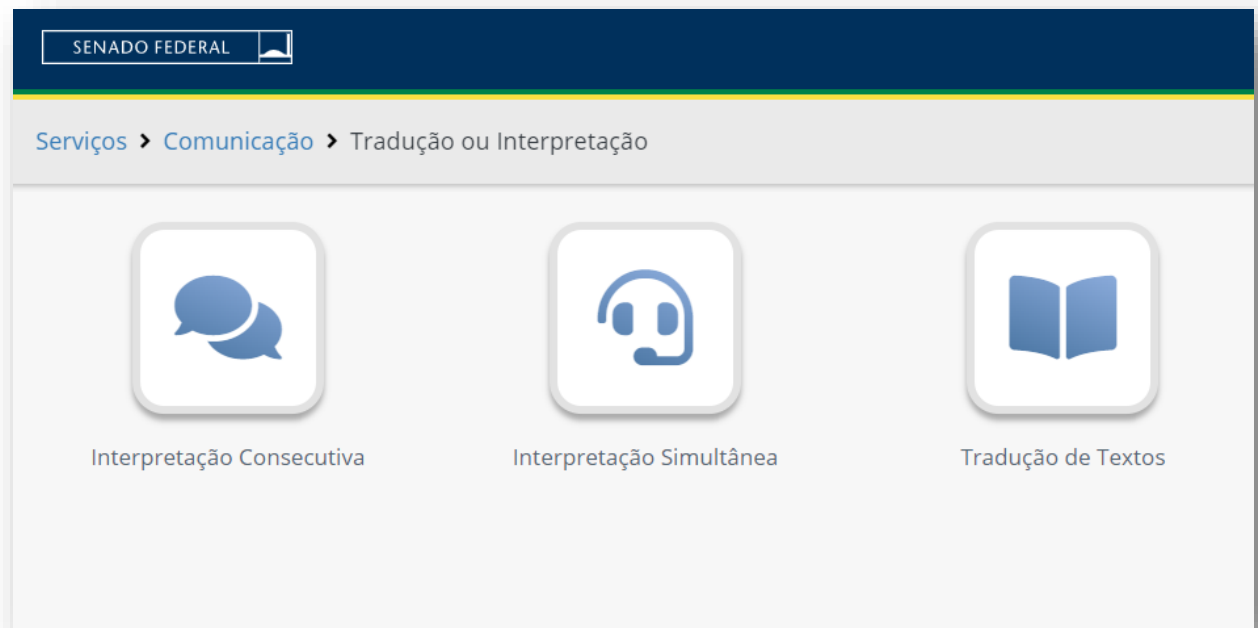 SENADO FEDERAL
Serviços > Comunicação > Tradução ou Interpretação
Interpretação Consecutiva
Interpretação Simultânea
Tradução de Textos